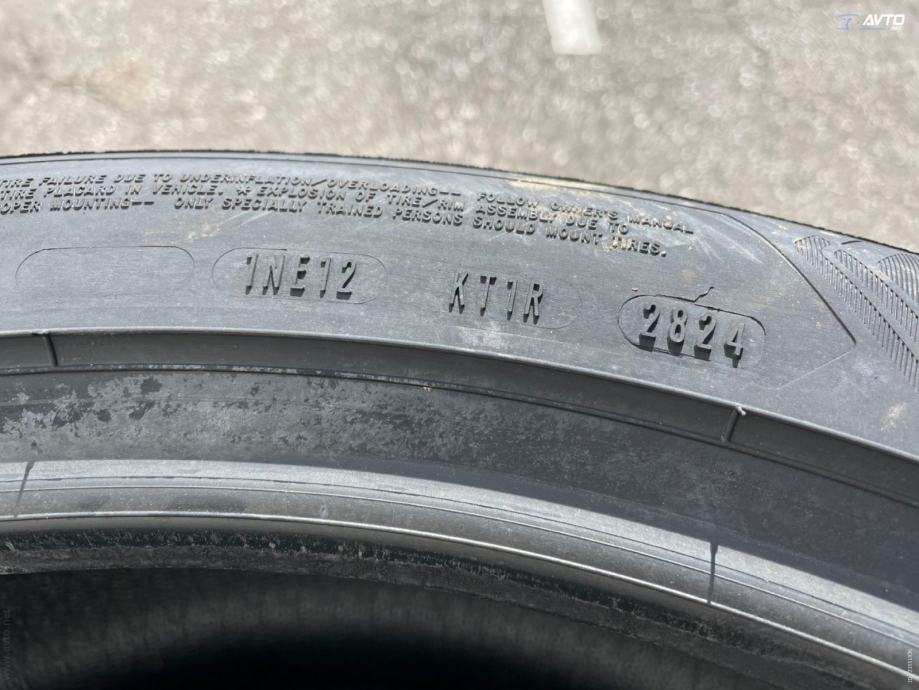 AVTO
TIRE FAILURE DUE TO UNDERINFLATION/OVERLOADING-- FOLLOW OWNER'S MANUAL
TIRE PLACARD IN VEHICLE. * EXPLOSION OF TIRE/RIM ASSEMBLY DUE TO
MOUNTING-- ONLY SPECIALLY TRAINED PERSONS SHOULD MOUNT TIRES.
1NE12 KT1R 2824